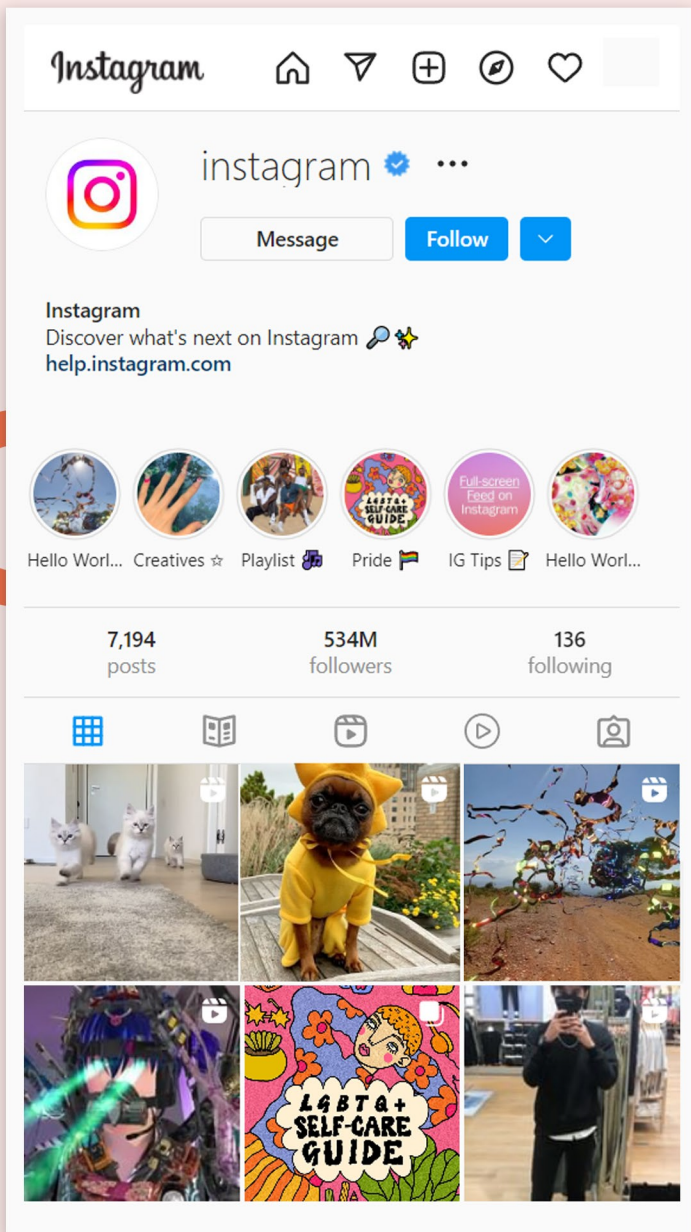 Instagram
instagram
Message Follow
Instagram
Discover what's next on Instagram 🔎✨
help.instagram.com
LGBTQ+
SELF-CARE
GUIDE
Full-screen
Feed on
Instagram
Hello Worl... Creatives ☆ Playlist 🎶 Pride 🏳️‍🌈 IG Tips 📝 Hello Worl...
7,194 534M 136
posts followers following
LGBTQ+
SELF-CARE
GUIDE